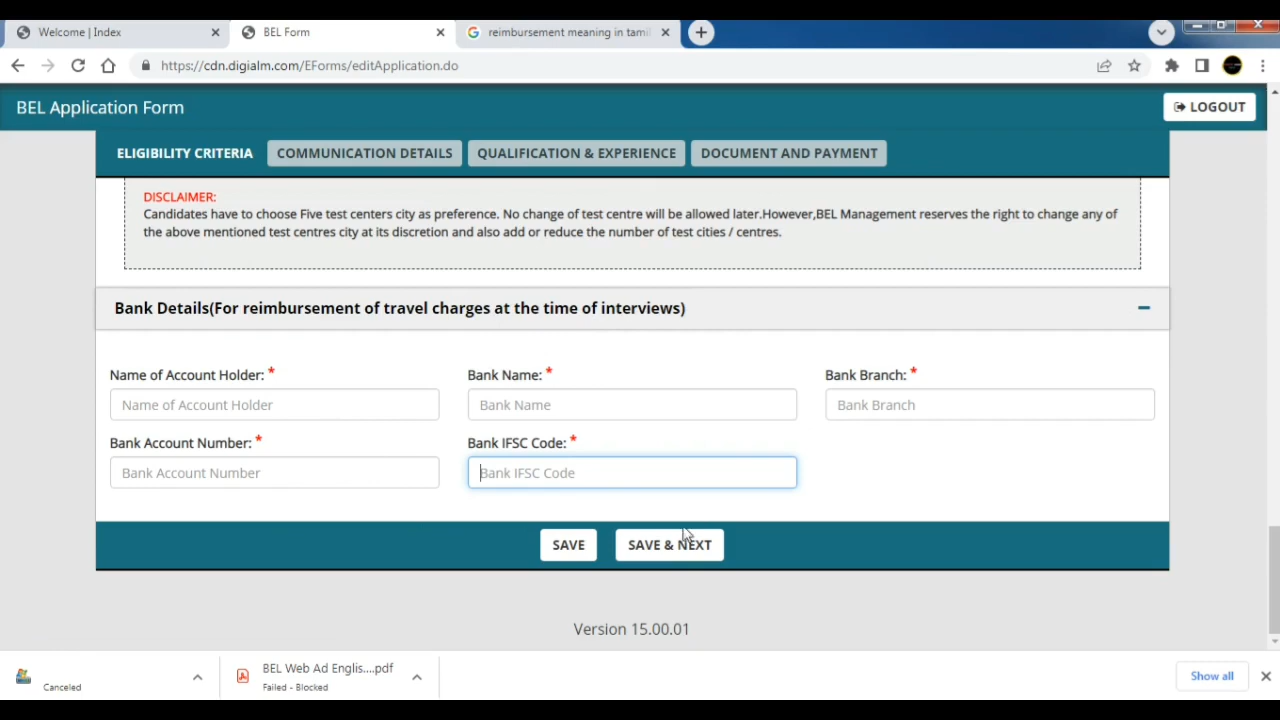 Welcome | Index
BEL Form
reimbursement meaning in tamil
https://cdn.digialm.com/EForms/editApplication.do
BEL Application Form
LOGOUT
ELIGIBILITY CRITERIA
COMMUNICATION DETAILS
QUALIFICATION & EXPERIENCE
DOCUMENT AND PAYMENT
DISCLAIMER:
Candidates have to choose Five test centers city as preference. No change of test centre will be allowed later.However,BEL Management reserves the right to change any of
the above mentioned test centres city at its discretion and also add or reduce the number of test cities / centres.
Bank Details(For reimbursement of travel charges at the time of interviews)
Name of Account Holder: *
Bank Name: *
Bank Branch: *
Name of Account Holder
Bank Name
Bank Branch
Bank Account Number: *
Bank IFSC Code: *
Bank Account Number
Bank IFSC Code
SAVE
SAVE & NEXT
Version 15.00.01
Canceled
BEL Web Ad Englis....pdf
Failed - Blocked
Show all